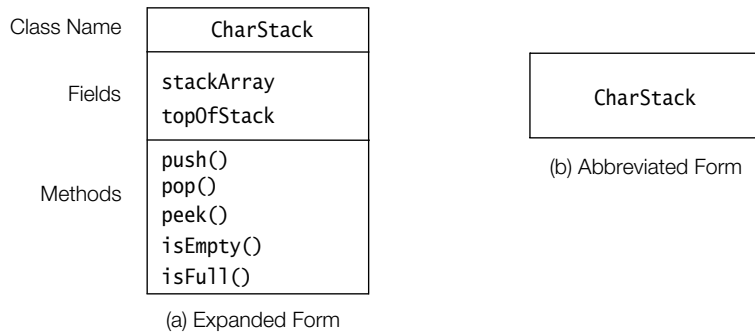 Class Name
CharStack
Fields
stackArray
topOfStack
Methods
push()
pop()
peek()
isEmpty()
isFull()
(a) Expanded Form
CharStack
(b) Abbreviated Form